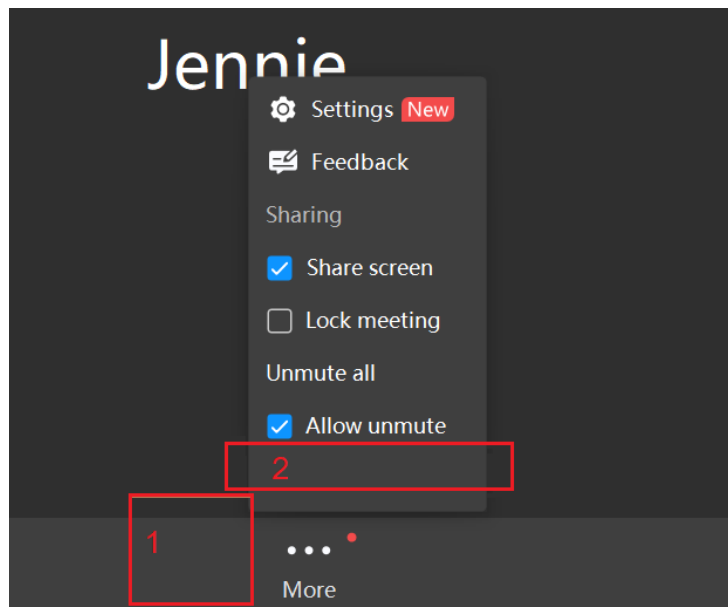 Jennie
Settings New
Feedback
Sharing
Share screen
Lock meeting
Unmute all
Allow unmute
2
1
More